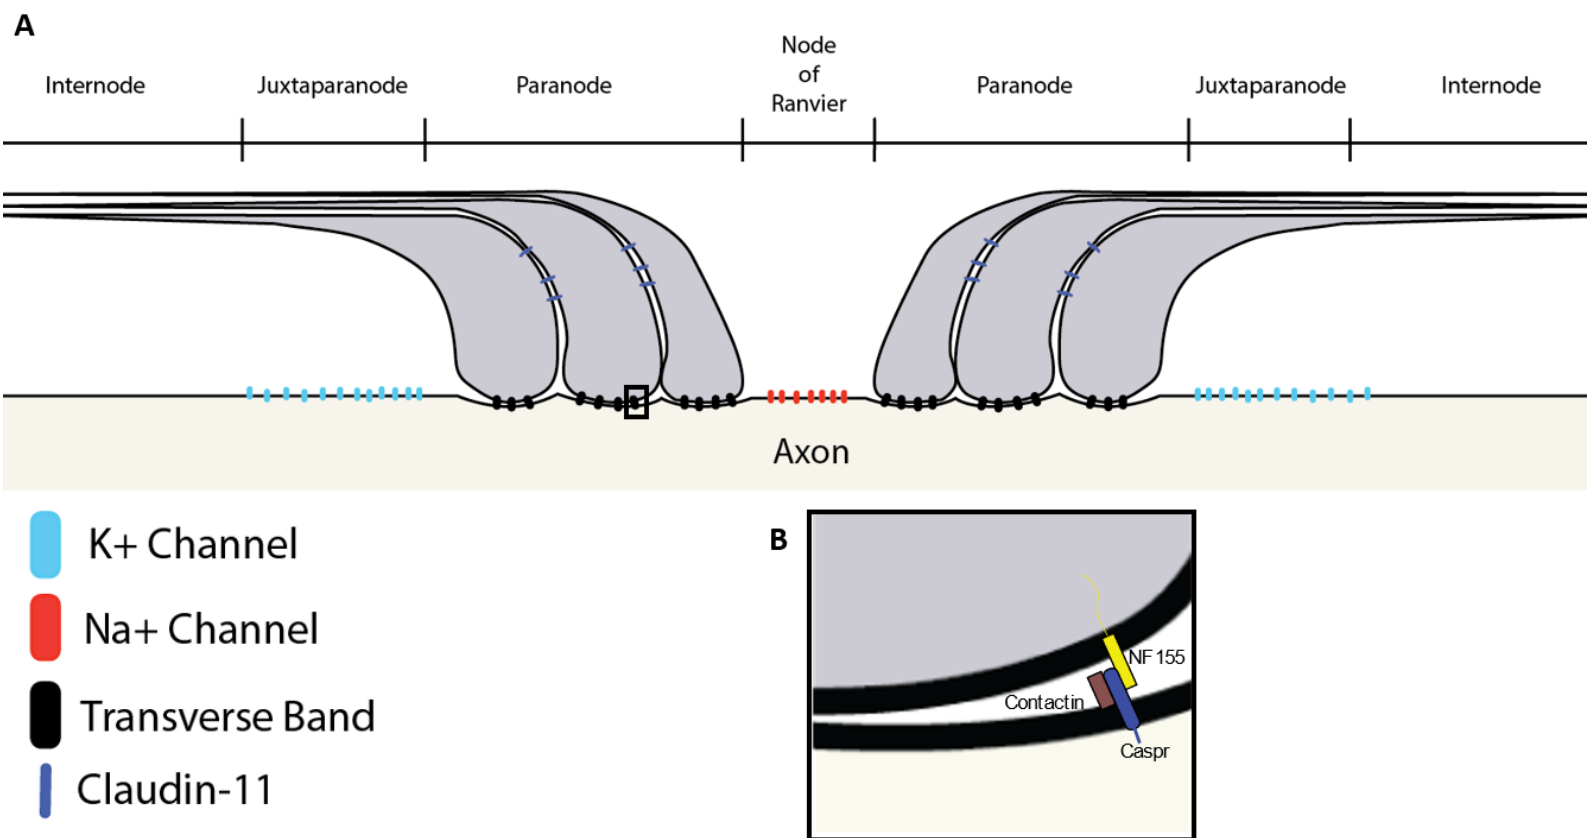 A
Internode
Juxtaparanode
Paranode
Node
of
Ranvier
Paranode
Juxtaparanode
Internode
Axon
K+ Channel
Na+ Channel
Transverse Band
Claudin-11
B
NF 155
Contactin
Caspr